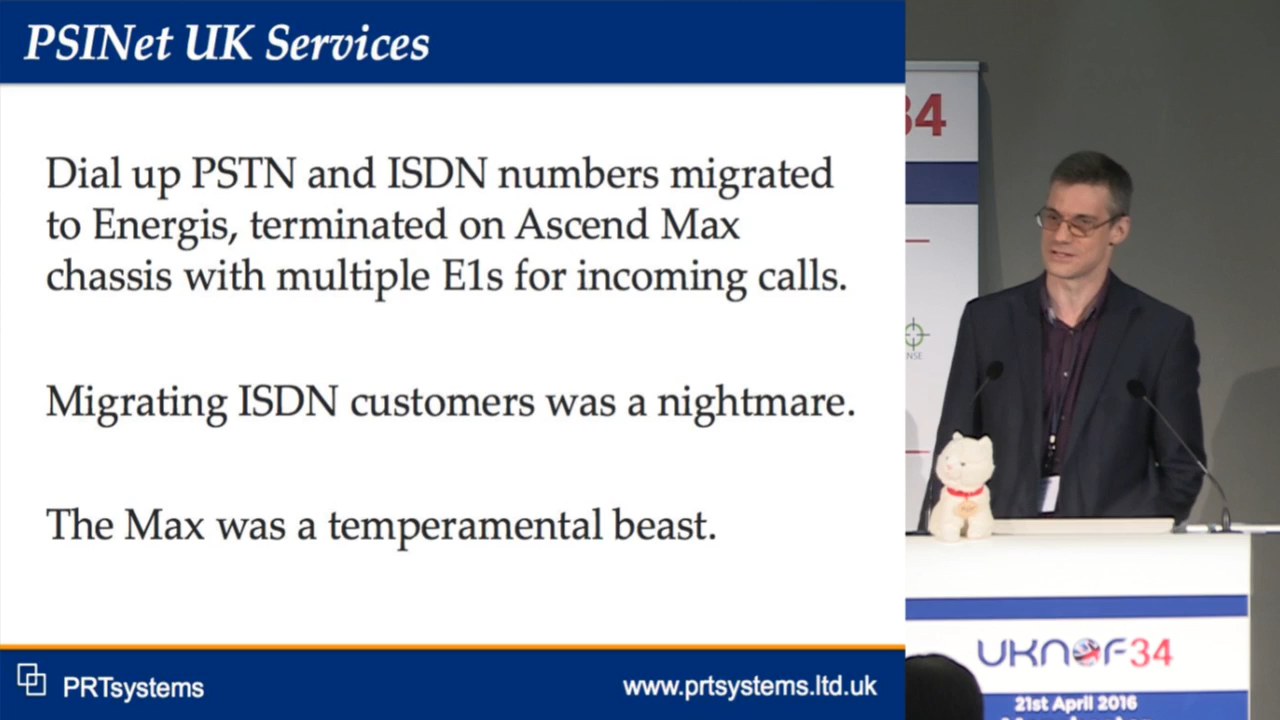 PSINet UK Services
Dial up PSTN and ISDN numbers migrated
to Energis, terminated on Ascend Max
chassis with multiple E1s for incoming calls.
Migrating ISDN customers was a nightmare.
The Max was a temperamental beast.
PRTsystems
www.prtsystems.ltd.uk
34
NSE
UKNOF34
21st April 2016